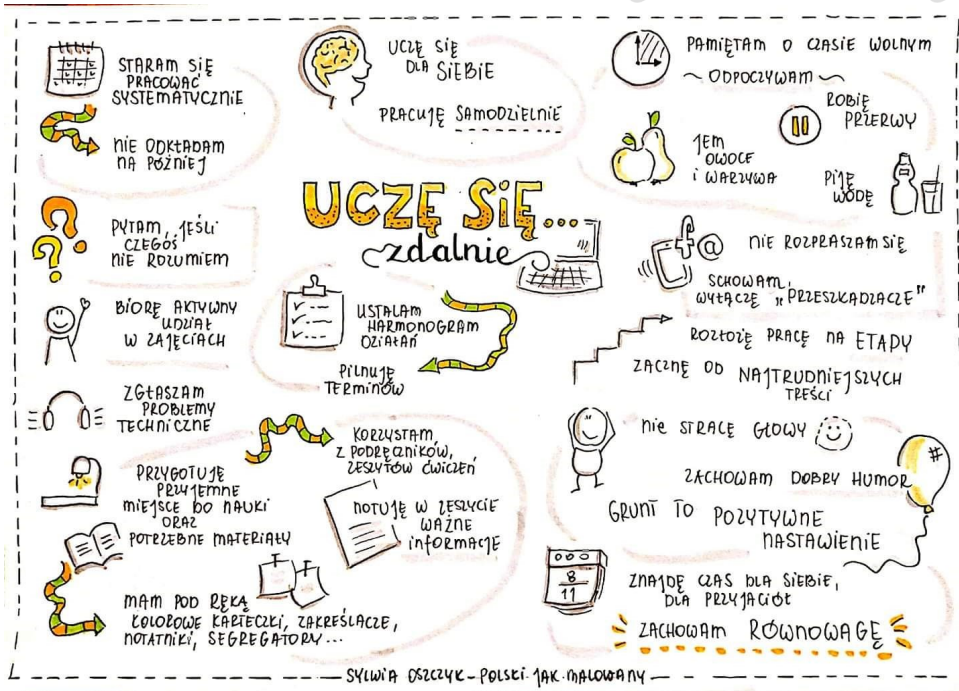 STARAM SIĘ
PRACOWAĆ
SYSTEMATYCZNIE
NIE ODKŁADAM
NA PÓŹNIEJ
UCZĘ SIĘ
DLA SIEBIE
PRACUJĘ SAMODZIELNIE
PAMIĘTAM O CZASIE WOLNYM
~ ODPOCZYWAM ~
ROBIĘ
PRZERWY
JEM
OWOCE
I WARZYWA
PIJĘ
WODĘ
UCZĘ SIĘ...
zdalnie
PYTAM, JEŚLI
CZEGOŚ
NIE ROZUMIEM
BIORĘ AKTYWNY
UDZIAŁ
W ZAJĘCIACH
USTALAM
HARMONOGRAM
DZIAŁAŃ
PILNUJĘ
TERMINÓW
f @
NIE ROZPRASZAM SIĘ
SCHOWAM,
WYŁĄCZĘ „PRZESZKADZACZE"
ROZŁOŻĘ PRACĘ NA ETAPY
ZACZNĘ OD NAJTRUDNIEJSZYCH
TREŚCI
ZGŁASZAM
PROBLEMY
TECHNICZNE
PRZYGOTUJĘ
PRZYJEMNE
MIEJSCE DO NAUKI
ORAZ
POTRZEBNE MATERIAŁY
KORZYSTAM
Z PODRĘCZNIKÓW,
ZESZYTÓW ĆWICZEŃ
NOTUJĘ W ZESZYCIE
WAŻNE
INFORMACJE
MAM POD RĘKĄ
KOLOROWE KARTECZKI, ZAKREŚLACZE,
NOTATNIKI, SEGREGATORY...
NIE STRACĘ GŁOWY
ZACHOWAM DOBRY HUMOR
#
GRUNT TO POZYTYWNE
NASTAWIENIE
8
11
ZNAJDĘ CZAS DLA SIEBIE,
DLA PRZYJACIÓŁ
ZACHOWAM RÓWNOWAGĘ
SYLWIA OSZCZYK - POLSKI JAK MALOWANY